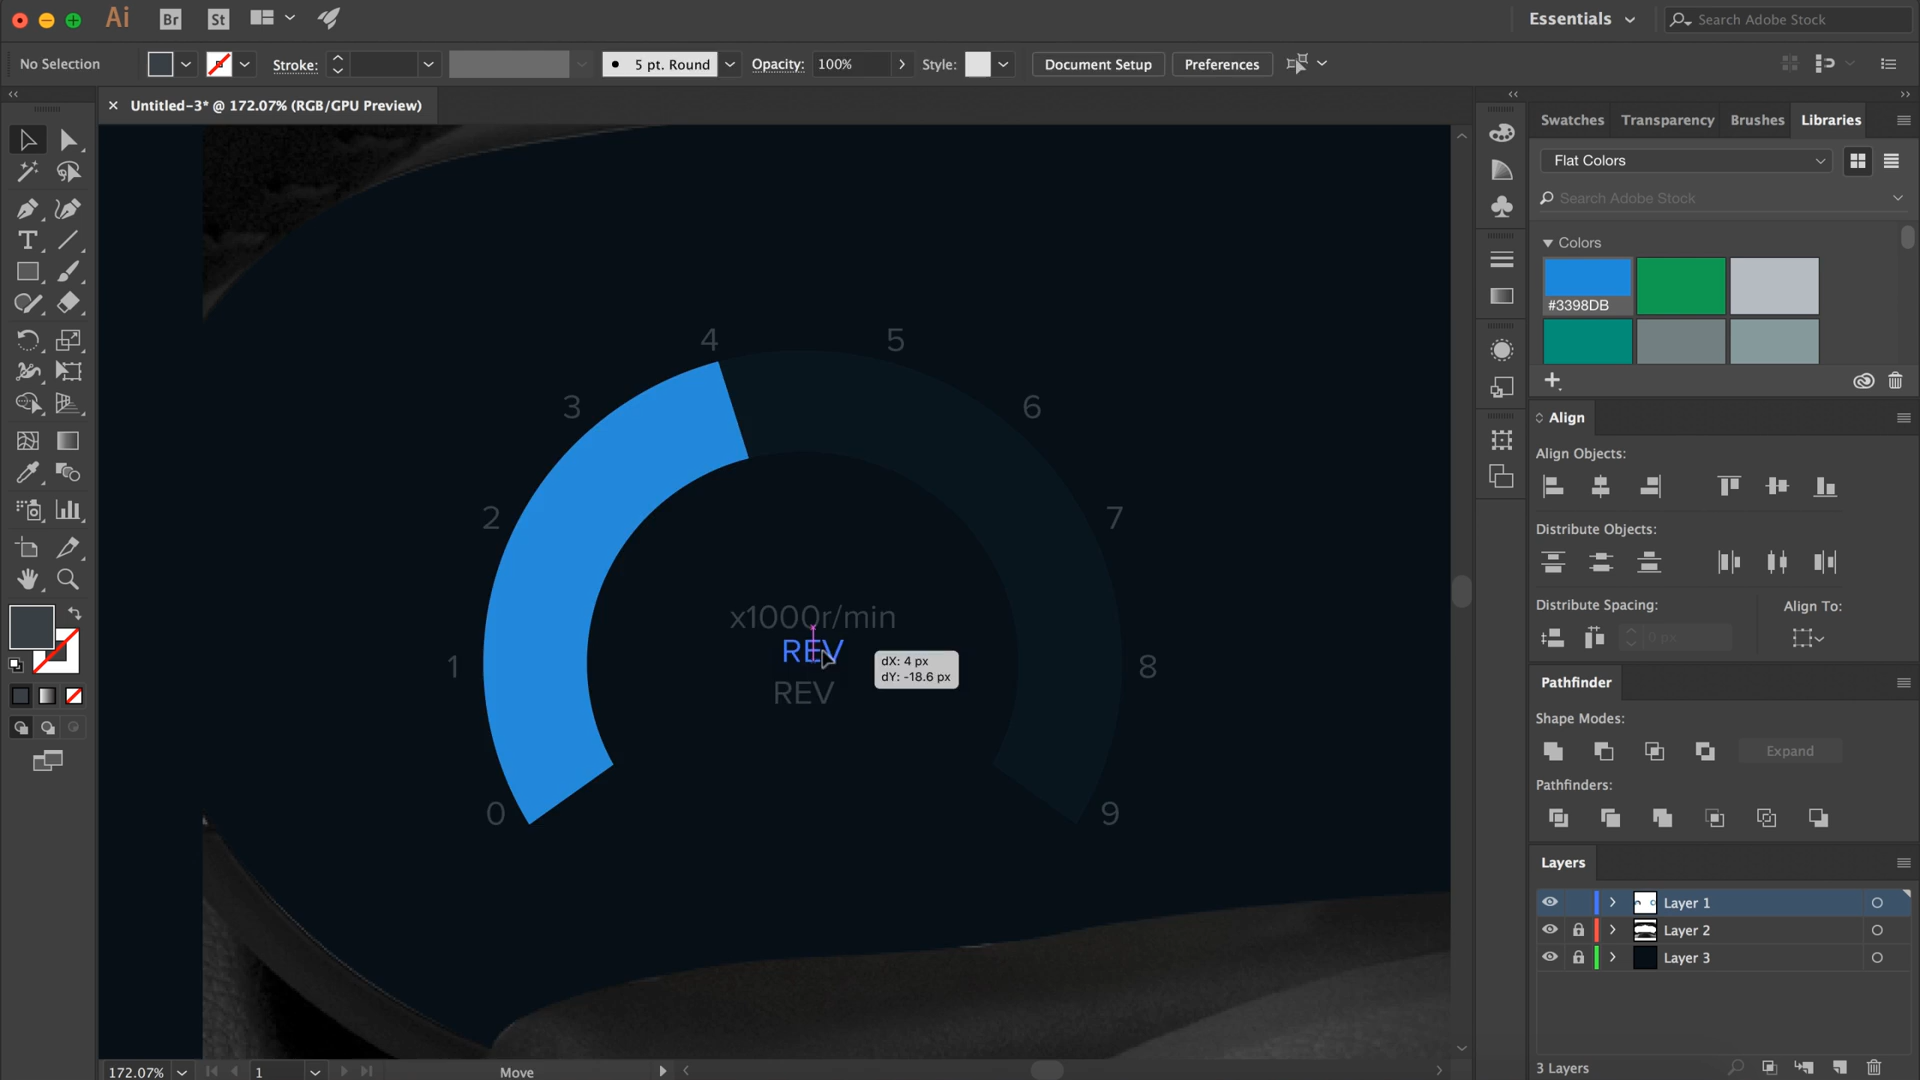 Ai Br St Essentials Search Adobe Stock
No Selection Stroke: 5 pt. Round Opacity: 100% Style: Document Setup Preferences
Untitled-3* @ 172.07% (RGB/GPU Preview)
Swatches Transparency Brushes Libraries
Flat Colors
Search Adobe Stock
Colors
#3398DB
4 5
3 6
2 7
x1000r/min
REV
dX: 4 px
dY: -18.6 px
1 8
REV
0 9
Align
Align Objects:
Distribute Objects:
Distribute Spacing: Align To:
0 px
Pathfinder
Shape Modes:
Expand
Pathfinders:
Layers
Layer 1
Layer 2
Layer 3
172.07% 1 Move 3 Layers